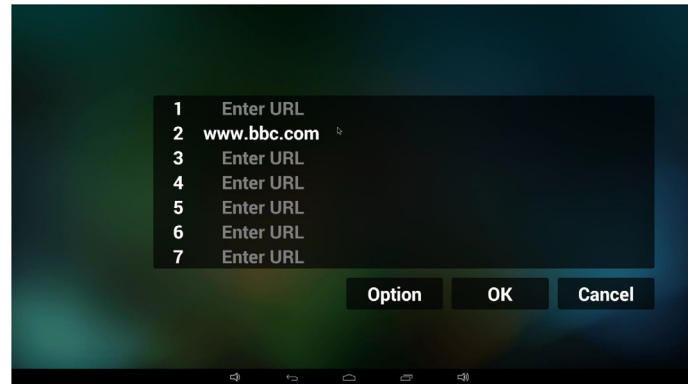 1 Enter URL
2 www.bbc.com
3 Enter URL
4 Enter URL
5 Enter URL
6 Enter URL
7 Enter URL
Option OK Cancel